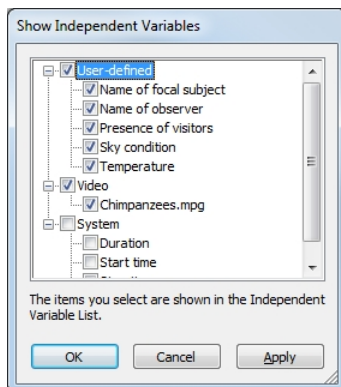 Show Independent Variables
User-defined
Name of focal subject
Name of observer
Presence of visitors
Sky condition
Temperature
Video
Chimpanzees.mpg
System
Duration
Start time
The items you select are shown in the Independent
Variable List.
OK Cancel Apply